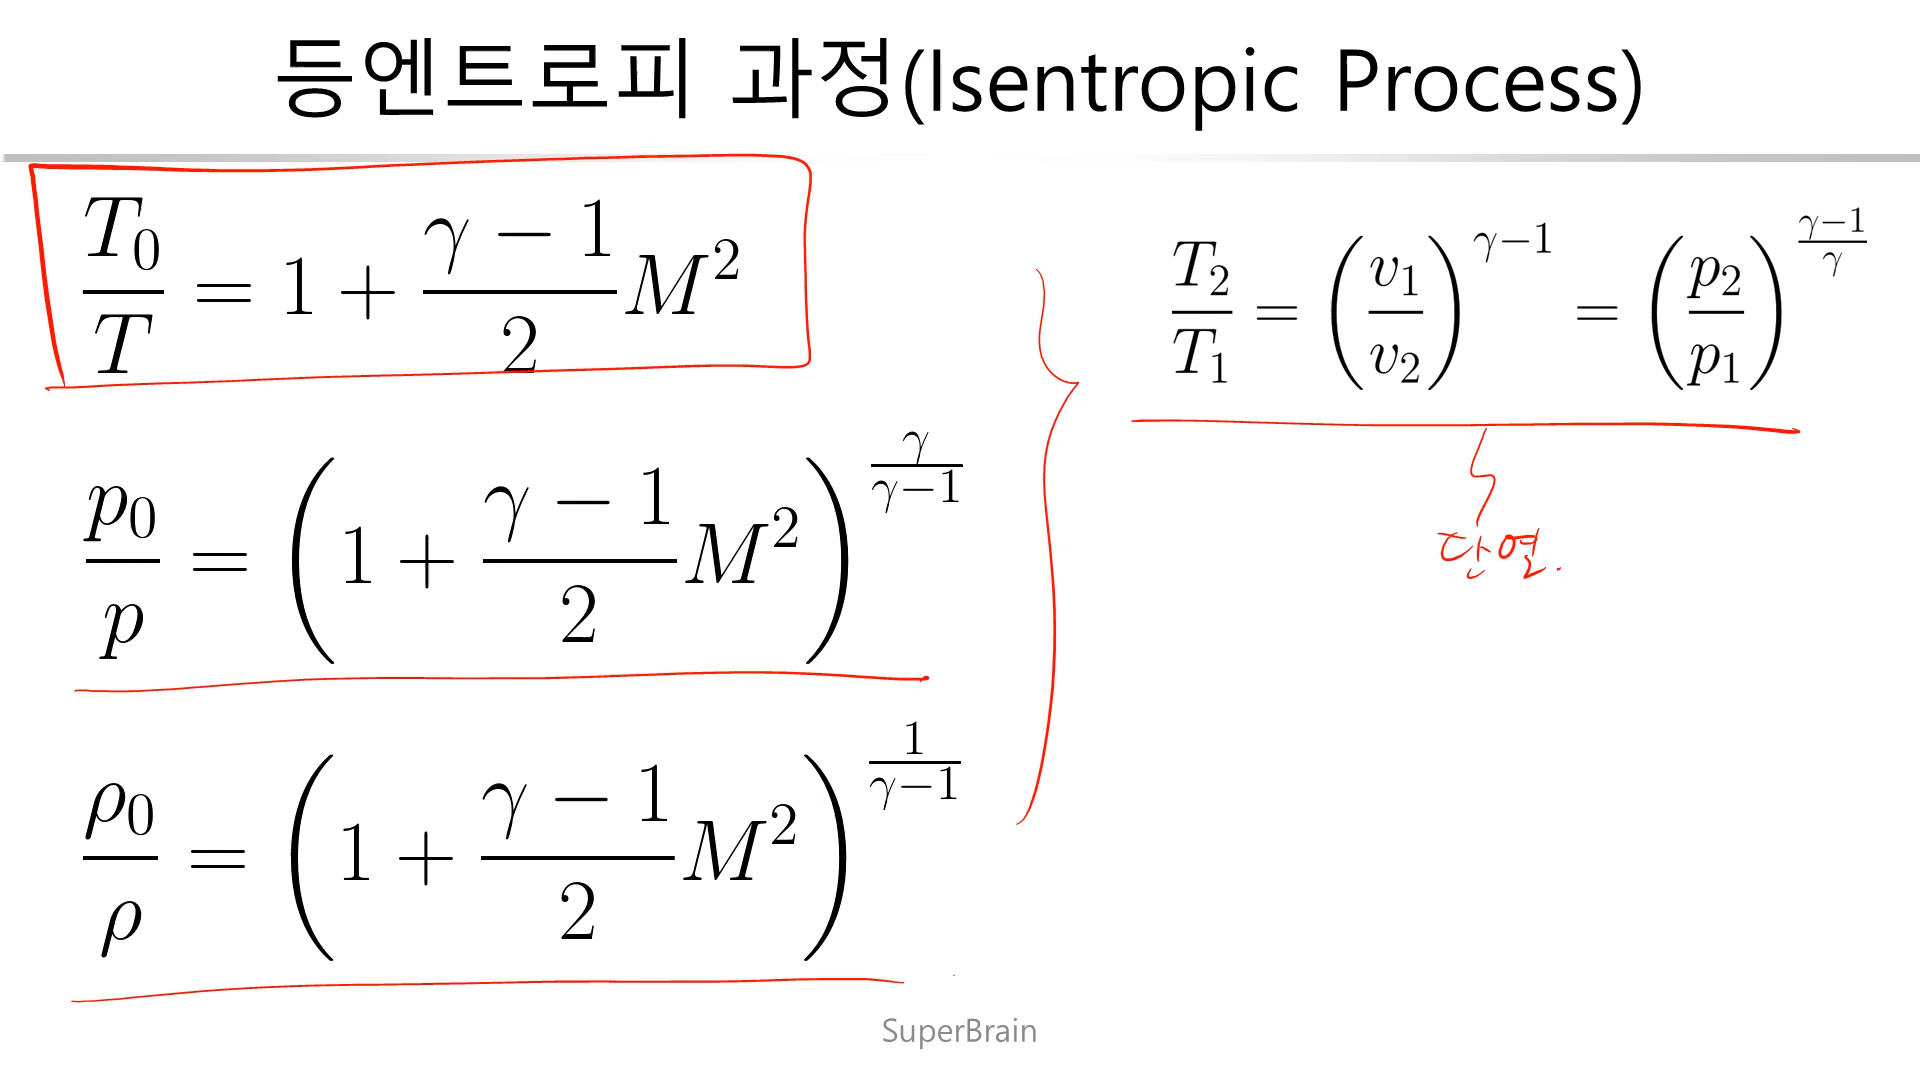 등엔트로피 과정(Isentropic Process)
T₀/T = 1 + (γ − 1)/2 M²
p₀/p = (1 + (γ − 1)/2 M²)^(γ/(γ−1))
ρ₀/ρ = (1 + (γ − 1)/2 M²)^(1/(γ−1))
T₂/T₁ = (v₁/v₂)^(γ−1) = (p₂/p₁)^((γ−1)/γ)
단열.
SuperBrain